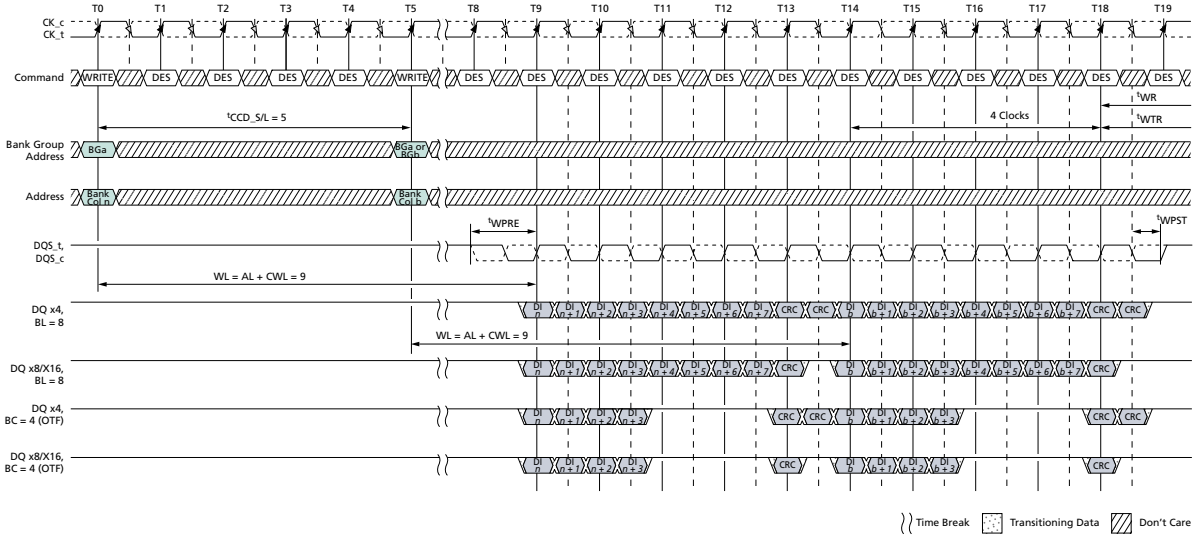 T0 T1 T2 T3 T4 T5 T8 T9 T10 T11 T12 T13 T14 T15 T16 T17 T18 T19
CK_c
CK_t
Command WRITE DES DES DES DES WRITE DES DES DES DES DES DES DES DES DES DES DES DES
tWR
tCCD_S/L = 5 4 Clocks tWTR
Bank Group
Address
BGa BGa or
BGb
Address Bank
Col n
Bank
Col b
tWPRE tWPST
DQS_t,
DQS_c
WL = AL + CWL = 9
DQ x4,
BL = 8
DI n DI n + 1 DI n + 2 DI n + 3 DI n + 4 DI n + 5 DI n + 6 DI n + 7 CRC CRC DI b DI b + 1 DI b + 2 DI b + 3 DI b + 4 DI b + 5 DI b + 6 DI b + 7 CRC CRC
WL = AL + CWL = 9
DQ x8/X16,
BL = 8
DI n DI n + 1 DI n + 2 DI n + 3 DI n + 4 DI n + 5 DI n + 6 DI n + 7 CRC DI b DI b + 1 DI b + 2 DI b + 3 DI b + 4 DI b + 5 DI b + 6 DI b + 7 CRC
DQ x4,
BC = 4 (OTF)
DI n DI n + 1 DI n + 2 DI n + 3 CRC CRC DI b DI b + 1 DI b + 2 DI b + 3 CRC CRC
DQ x8/X16,
BC = 4 (OTF)
DI n DI n + 1 DI n + 2 DI n + 3 CRC DI b DI b + 1 DI b + 2 DI b + 3 CRC
Time Break Transitioning Data Don't Care